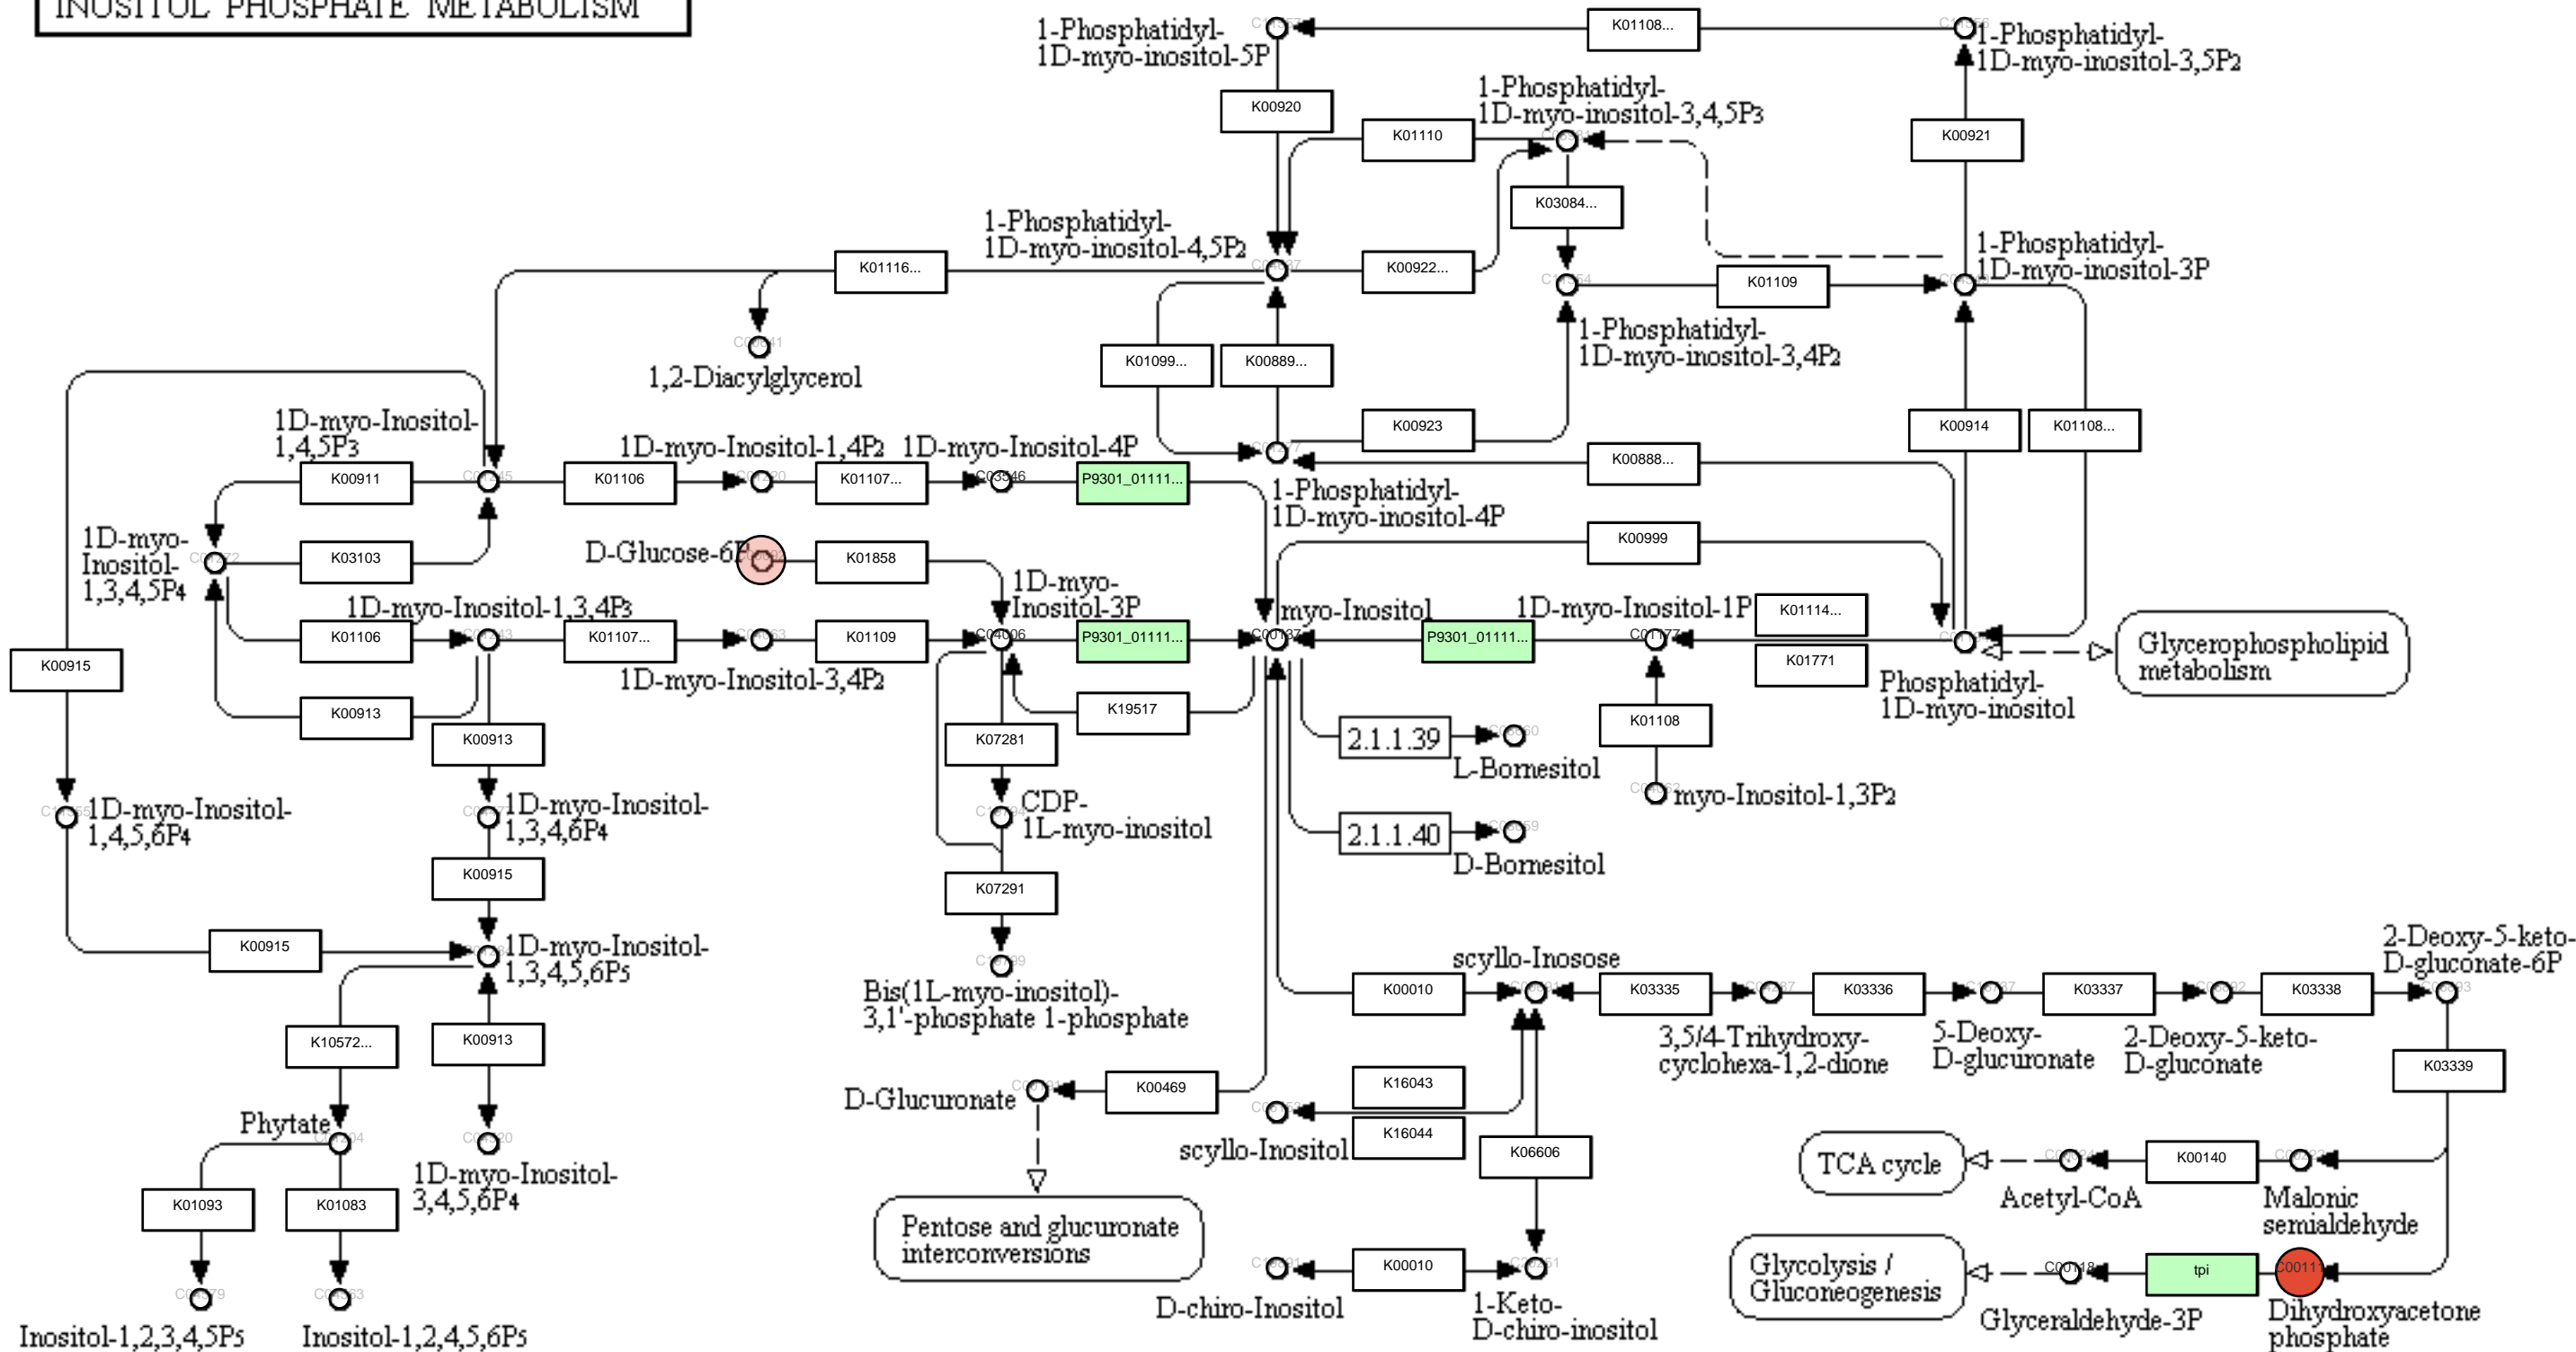 INOSITOL PHOSPHATE METABOLISM
1-Phosphatidyl-
1D-myo-inositol-5P
K01108...
1-Phosphatidyl-
1D-myo-inositol-3,5P2
K00920
1-Phosphatidyl-
1D-myo-inositol-3,4,5P3
K01110
K00921
K03084...
1-Phosphatidyl-
1D-myo-inositol-4,5P2
K01116...
K00922...
1-Phosphatidyl-
1D-myo-inositol-3P
K01109
1,2-Diacylglycerol
K01099...
K00889...
1-Phosphatidyl-
1D-myo-inositol-3,4P2
K00923
K00914
K01108...
1D-myo-Inositol-
1,4,5P3
1D-myo-Inositol-1,4P2
1D-myo-Inositol-4P
K00911
K01106
K01107...
C03546
P9301_01111...
K00888...
1-Phosphatidyl-
1D-myo-inositol-4P
1D-myo-
Inositol-
1,3,4,5P4
K03103
D-Glucose-6P
K01858
K00999
1D-myo-Inositol-1,3,4P3
1D-myo-
Inositol-3P
myo-Inositol
1D-myo-Inositol-1P
K01114...
K01106
K01107...
K01109
C04006
P9301_01111...
C00137
P9301_01111...
C01177
K01771
K00915
1D-myo-Inositol-3,4P2
Phosphatidyl-
1D-myo-inositol
Glycerophospholipid
metabolism
K00913
K00913
K19517
K07281
2.1.1.39
L-Bornesitol
K01108
myo-Inositol-1,3P2
1D-myo-Inositol-
1,4,5,6P4
1D-myo-Inositol-
1,3,4,6P4
CDP-
1L-myo-inositol
2.1.1.40
D-Bornesitol
K00915
K07291
K00915
1D-myo-Inositol-
1,3,4,5,6P5
Bis(1L-myo-inositol)-
3,1'-phosphate 1-phosphate
scyllo-Inosose
2-Deoxy-5-keto-
D-gluconate-6P
K00010
K03335
K03336
K03337
K03338
3,5/4-Trihydroxy-
cyclohexa-1,2-dione
5-Deoxy-
D-glucuronate
2-Deoxy-5-keto-
D-gluconate
K10572...
K00913
K03339
D-Glucuronate
K00469
K16043
scyllo-Inositol
K16044
K06606
Phytate
1D-myo-Inositol-
3,4,5,6P4
TCA cycle
K00140
Acetyl-CoA
Malonic
semialdehyde
K01093
K01083
Pentose and glucuronate
interconversions
K00010
D-chiro-Inositol
1-Keto-
D-chiro-inositol
Glycolysis /
Gluconeogenesis
C00118
tpi
C00111
Glyceraldehyde-3P
Dihydroxyacetone
phosphate
Inositol-1,2,3,4,5P5
Inositol-1,2,4,5,6P5